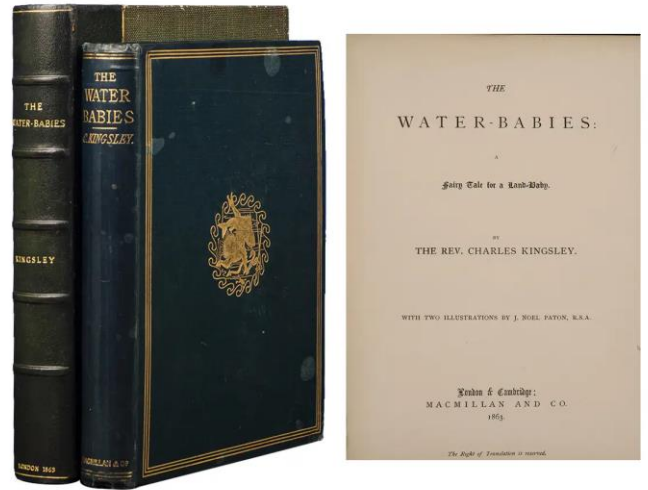 THE
WATER-BABIES
KINGSLEY
LONDON 1863
THE
WATER
BABIES
C. KINGSLEY.
MACMILLAN & CO
THE
WATER-BABIES:
A
Fairy Tale for a Land-Baby.
BY
THE REV. CHARLES KINGSLEY.
WITH TWO ILLUSTRATIONS BY J. NOEL PATON, R.S.A.
London & Cambridge:
MACMILLAN AND CO.
1863.
The Right of Translation is reserved.